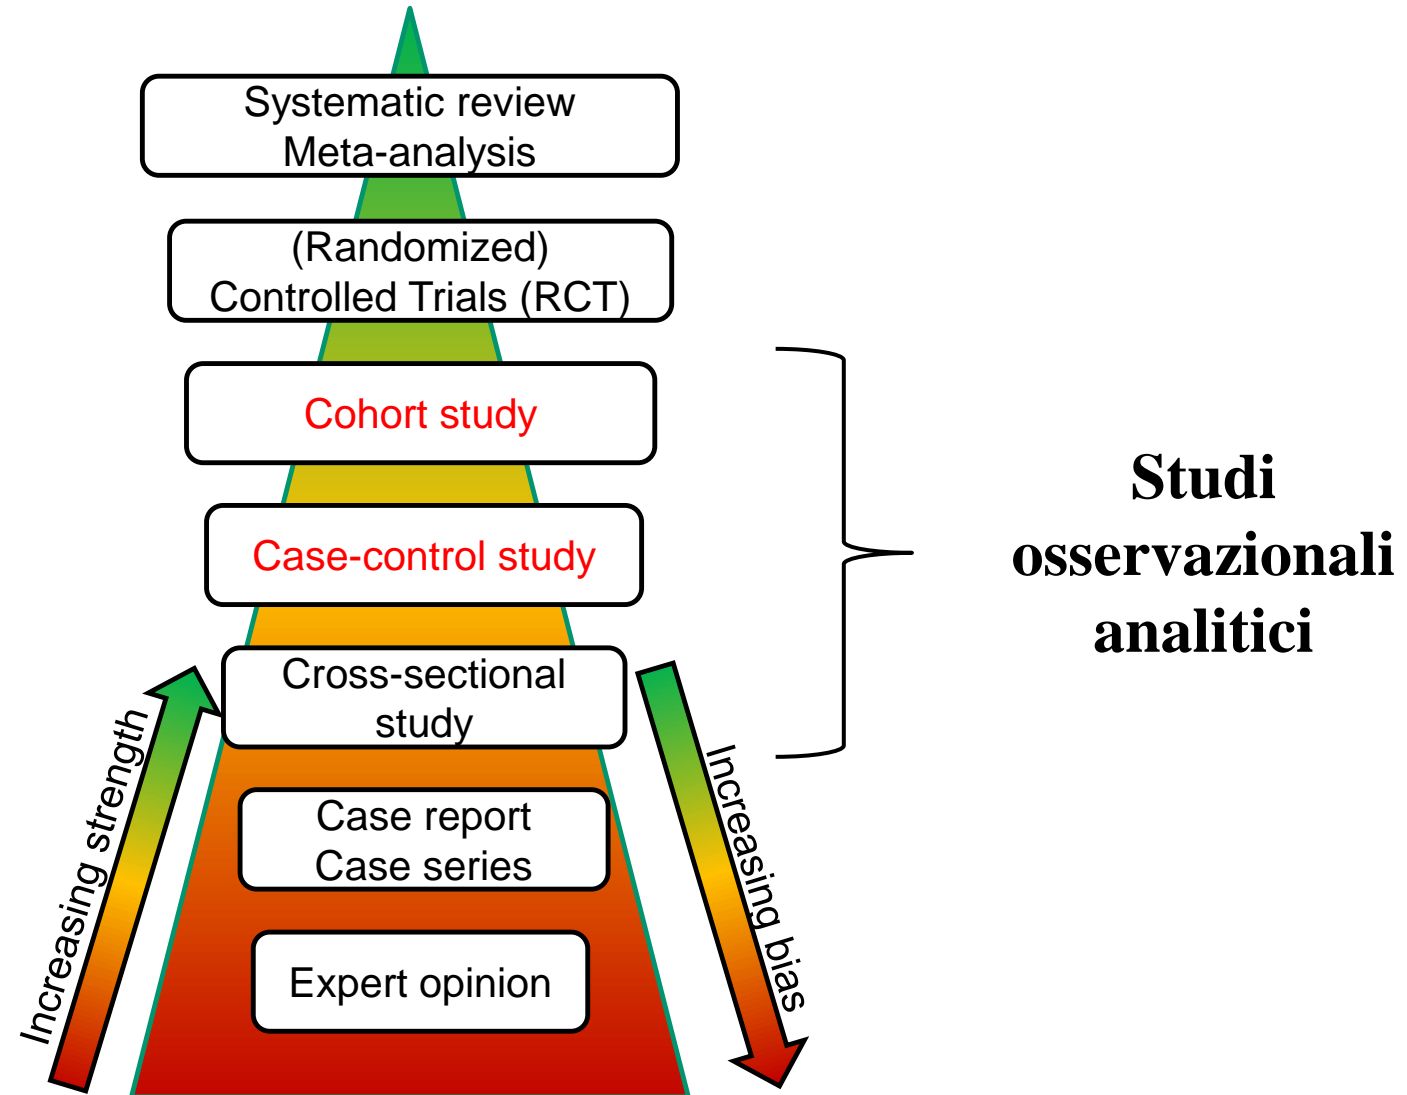 Systematic review
Meta-analysis
(Randomized)
Controlled Trials (RCT)
Cohort study
Case-control study
Cross-sectional
study
Case report
Case series
Expert opinion
Increasing strength
Increasing bias
Studi
osservazionali
analitici